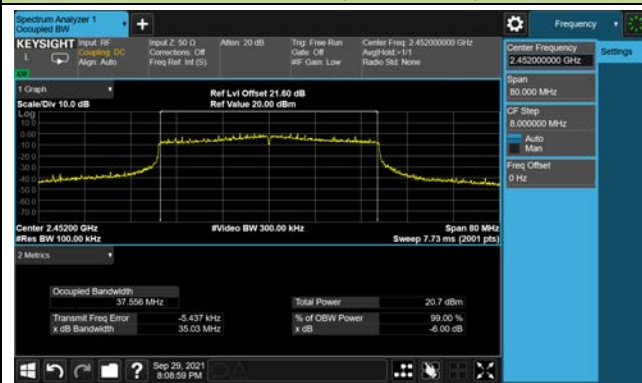 Spectrum Analyzer 1
Occupied BW
+
Frequency
KEYSIGHT
L
Input: RF
Coupling: DC
Align: Auto
Input Z: 50 Ω
Corrections: Off
Freq Ref: Int (S)
Atten: 20 dB
Trig: Free Run
Gate: Off
#IF Gain: Low
Center Freq: 2.452000000 GHz
Avg|Hold:>1/1
Radio Std: None
Center Frequency
2.452000000 GHz
Settings
Span
80.000 MHz
CF Step
8.000000 MHz
Auto
Man
Freq Offset
0 Hz
1 Graph
Scale/Div 10.0 dB
Ref Lvl Offset 21.60 dB
Ref Value 20.00 dBm
Log
10.0
0.00
-10.0
-20.0
-30.0
-40.0
-50.0
-60.0
-70.0
Center 2.45200 GHz
#Res BW 100.00 kHz
#Video BW 300.00 kHz
Span 80 MHz
Sweep 7.73 ms (2001 pts)
2 Metrics
Occupied Bandwidth
37.556 MHz
Total Power 20.7 dBm
Transmit Freq Error -5.437 kHz
% of OBW Power 99.00 %
x dB Bandwidth 35.03 MHz
x dB -6.00 dB
?
Sep 29, 2021
8:08:59 PM